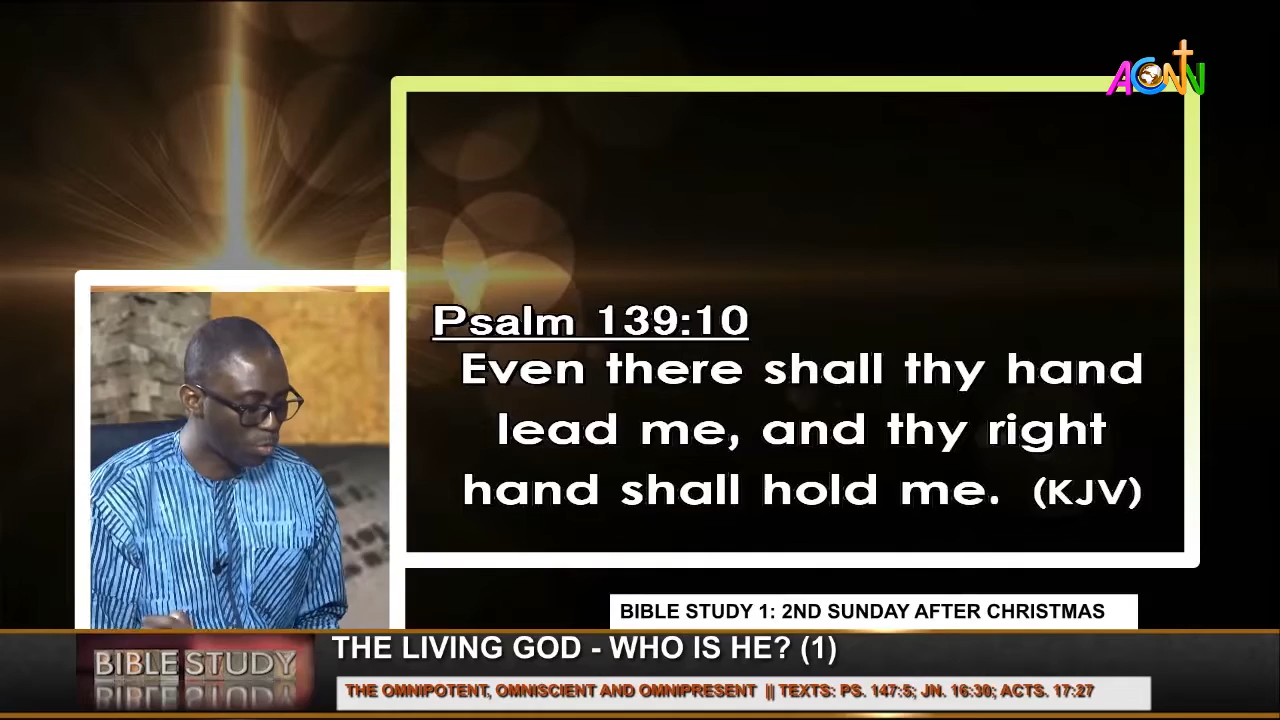 ACNN
Psalm 139:10
Even there shall thy hand
lead me, and thy right
hand shall hold me. (KJV)
BIBLE STUDY 1: 2ND SUNDAY AFTER CHRISTMAS
BIBLE STUDY
THE LIVING GOD - WHO IS HE? (1)
THE OMNIPOTENT, OMNISCIENT AND OMNIPRESENT || TEXTS: PS. 147:5; JN. 16:30; ACTS. 17:27